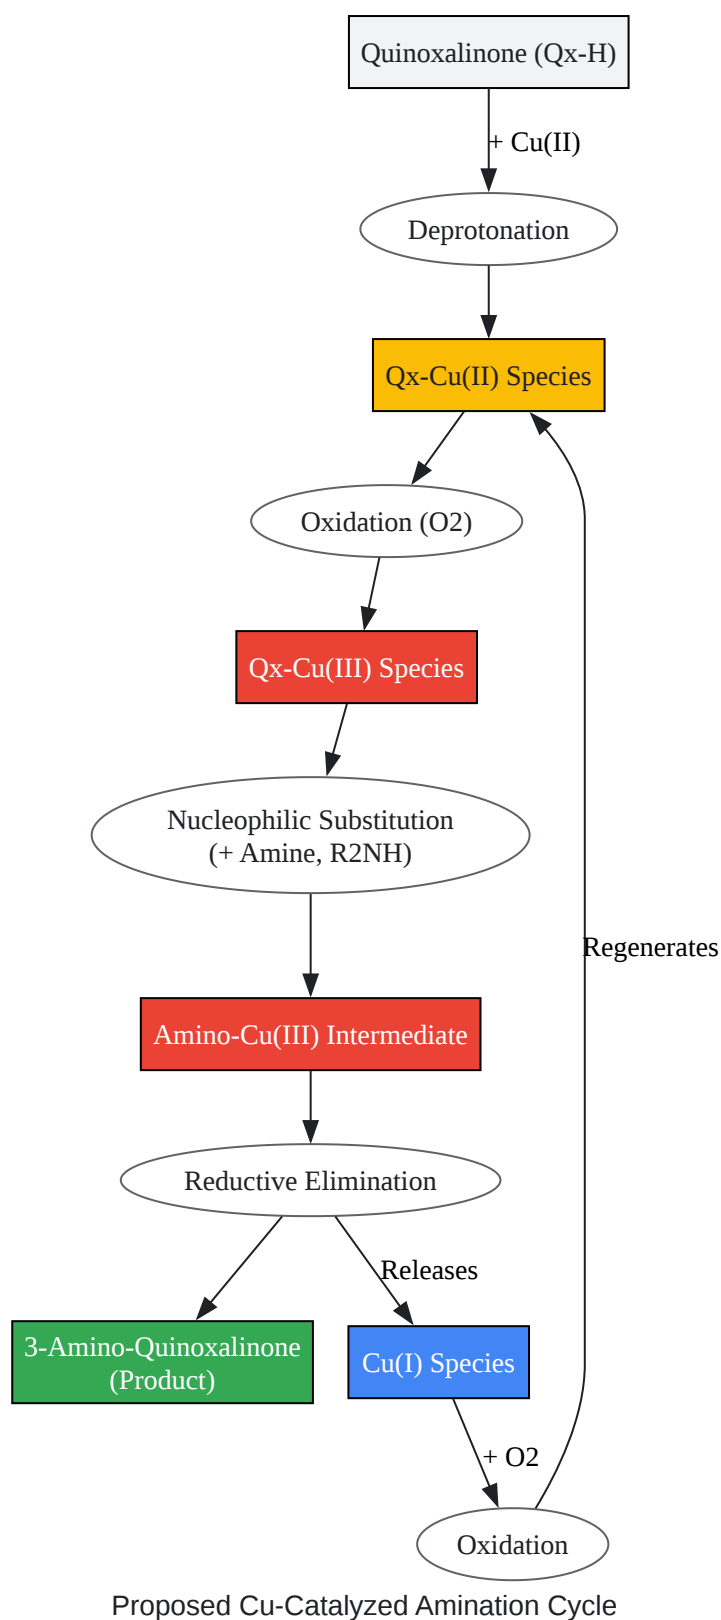 Quinoxalinone (Qx-H)
+ Cu(II)
Deprotonation
Qx-Cu(II) Species
Oxidation (O2)
Qx-Cu(III) Species
Nucleophilic Substitution
(+ Amine, R2NH)
Regenerates
Amino-Cu(III) Intermediate
Reductive Elimination
Releases
3-Amino-Quinoxalinone
(Product)
Cu(I) Species
+ O2
Oxidation
Proposed Cu-Catalyzed Amination Cycle